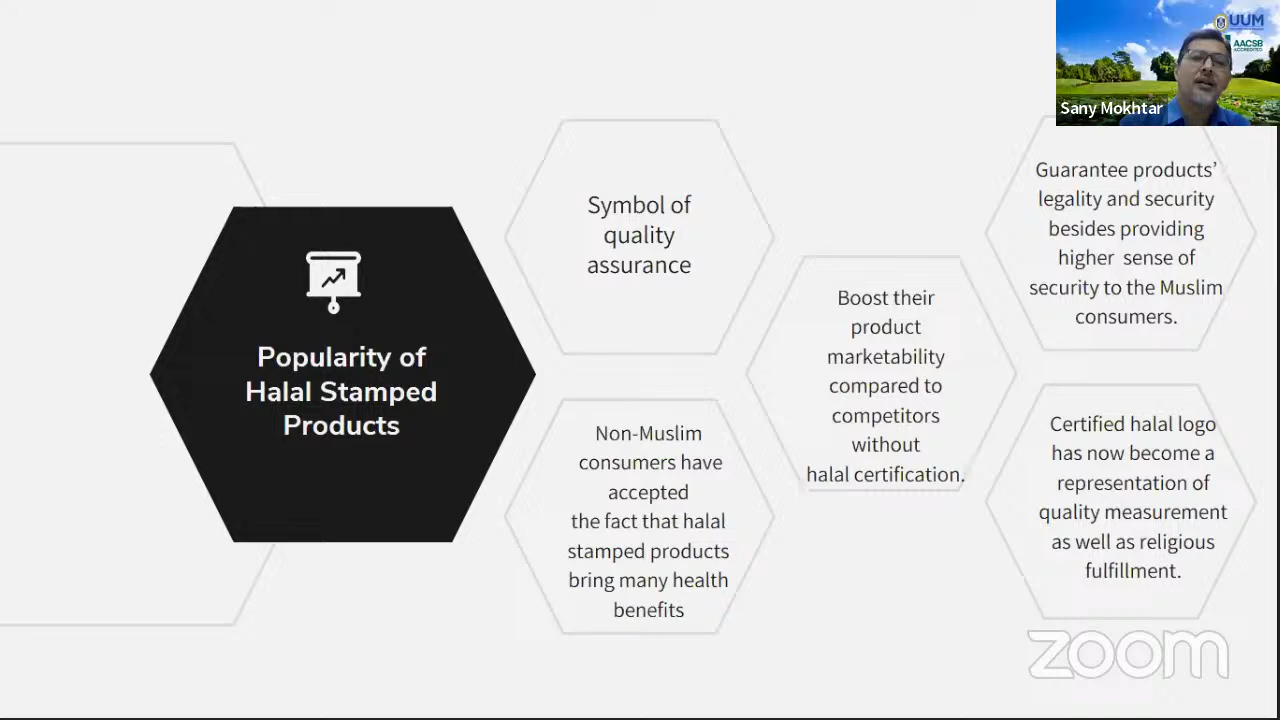 UUM
AACSB
ACCREDITED
Sany Mokhtar
Popularity of
Halal Stamped
Products
Symbol of
quality
assurance
Non-Muslim
consumers have
accepted
the fact that halal
stamped products
bring many health
benefits
Boost their
product
marketability
compared to
competitors
without
halal certification.
Guarantee products’
legality and security
besides providing
higher  sense of
security to the Muslim
consumers.
Certified halal logo
has now become a
representation of
quality measurement
as well as religious
fulfillment.
zoom